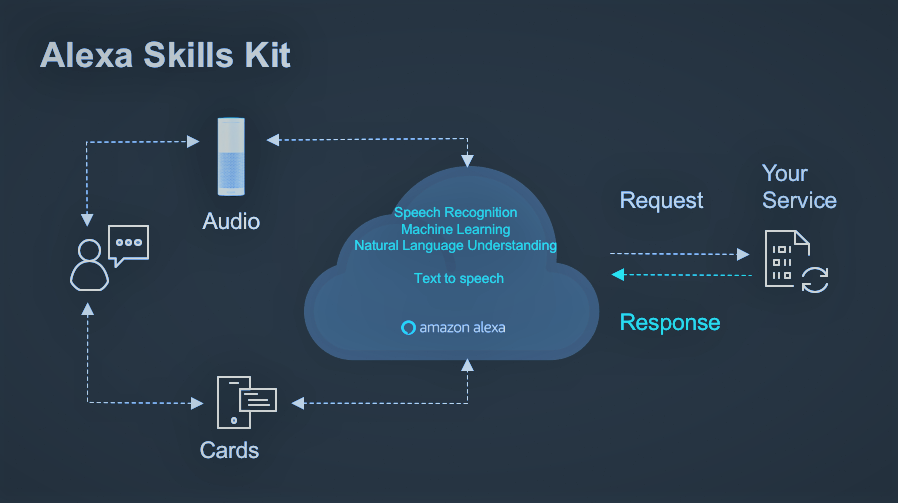 Alexa Skills Kit
Audio
Speech Recognition
Machine Learning
Natural Language Understanding
Text to speech
amazon alexa
Request
Your
Service
Response
Cards